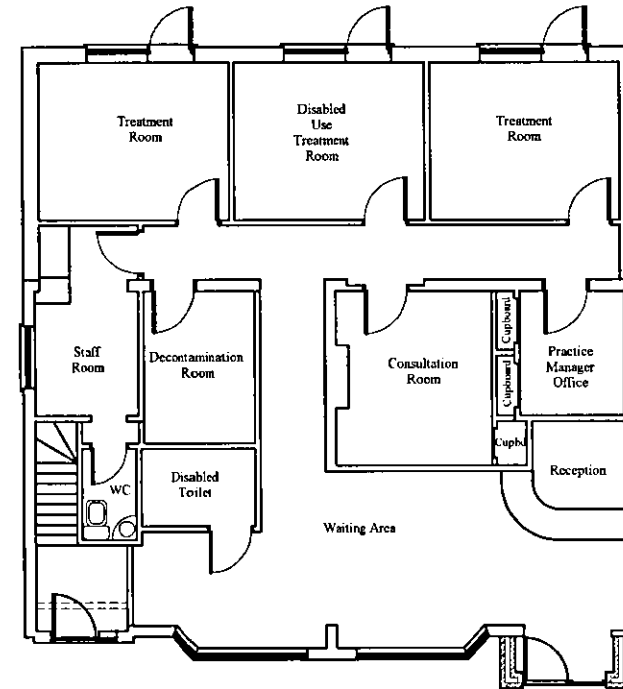 Treatment
Room
Disabled
Use
Treatment
Room
Treatment
Room
Staff
Room
Decontamination
Room
Consultation
Room
Cupboard
Cupboard
Practice
Manager
Office
Cupbd
Reception
WC
Disabled
Toilet
Waiting Area